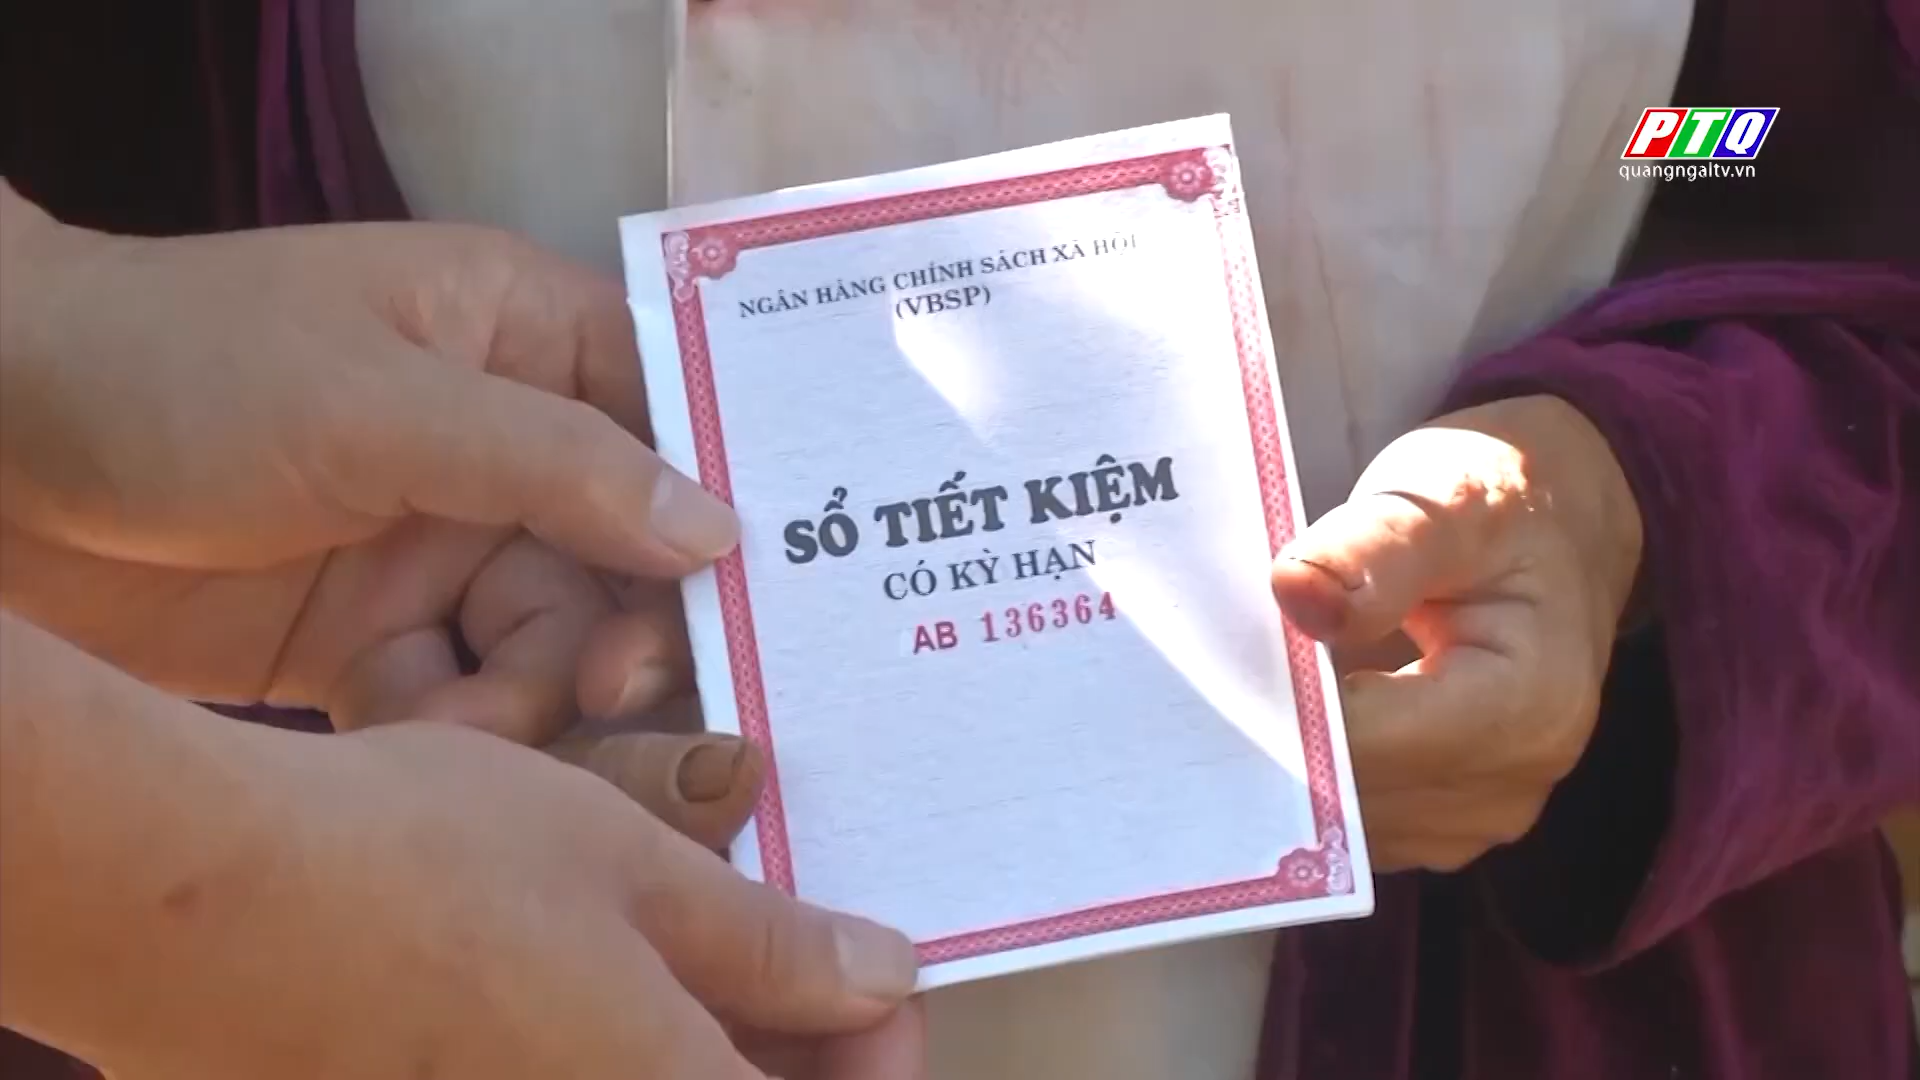 PTQ
quangngaitv.vn
NGÂN HÀNG CHÍNH SÁCH XÃ HỘI
(VBSP)
SỔ TIẾT KIỆM
CÓ KỲ HẠN
AB 136364